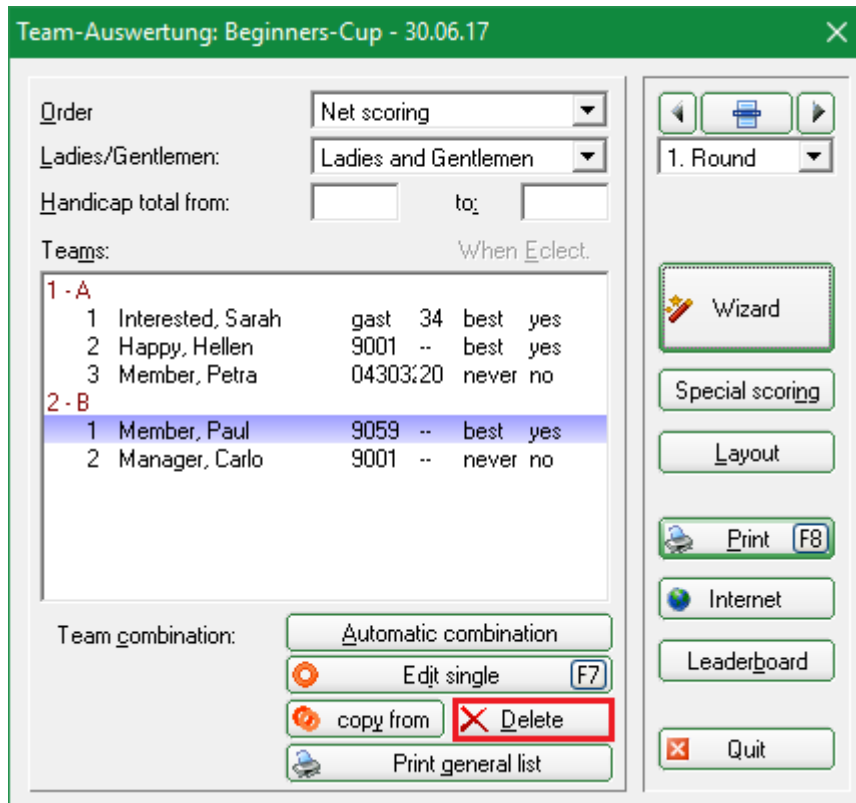 Team-Auswertung: Beginners-Cup - 30.06.17
Order
Net scoring
Ladies/Gentlemen:
Ladies and Gentlemen
Handicap total from:
to:
Teams:
When Eclect.
1 - A
1 Interested, Sarah gast 34 best yes
2 Happy, Hellen 9001 -- best yes
3 Member, Petra 04303 20 never no
2 - B
1 Member, Paul 9059 -- best yes
2 Manager, Carlo 9001 -- never no
Team combination:
Automatic combination
Edit single F7
copy from
Delete
Print general list
1. Round
Wizard
Special scoring
Layout
Print F8
Internet
Leaderboard
Quit